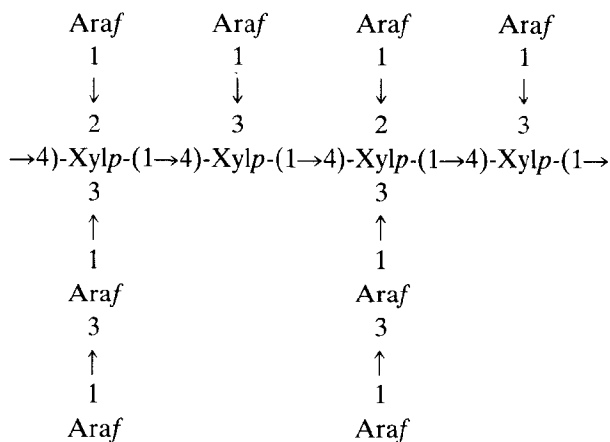 Araf Araf Araf Araf
1 1 1 1
↓ ↓ ↓ ↓
2 3 2 3
→4)-Xylp-(1→4)-Xylp-(1→4)-Xylp-(1→4)-Xylp-(1→
3 3
↑ ↑
1 1
Araf Araf
3 3
↑ ↑
1 1
Araf Araf